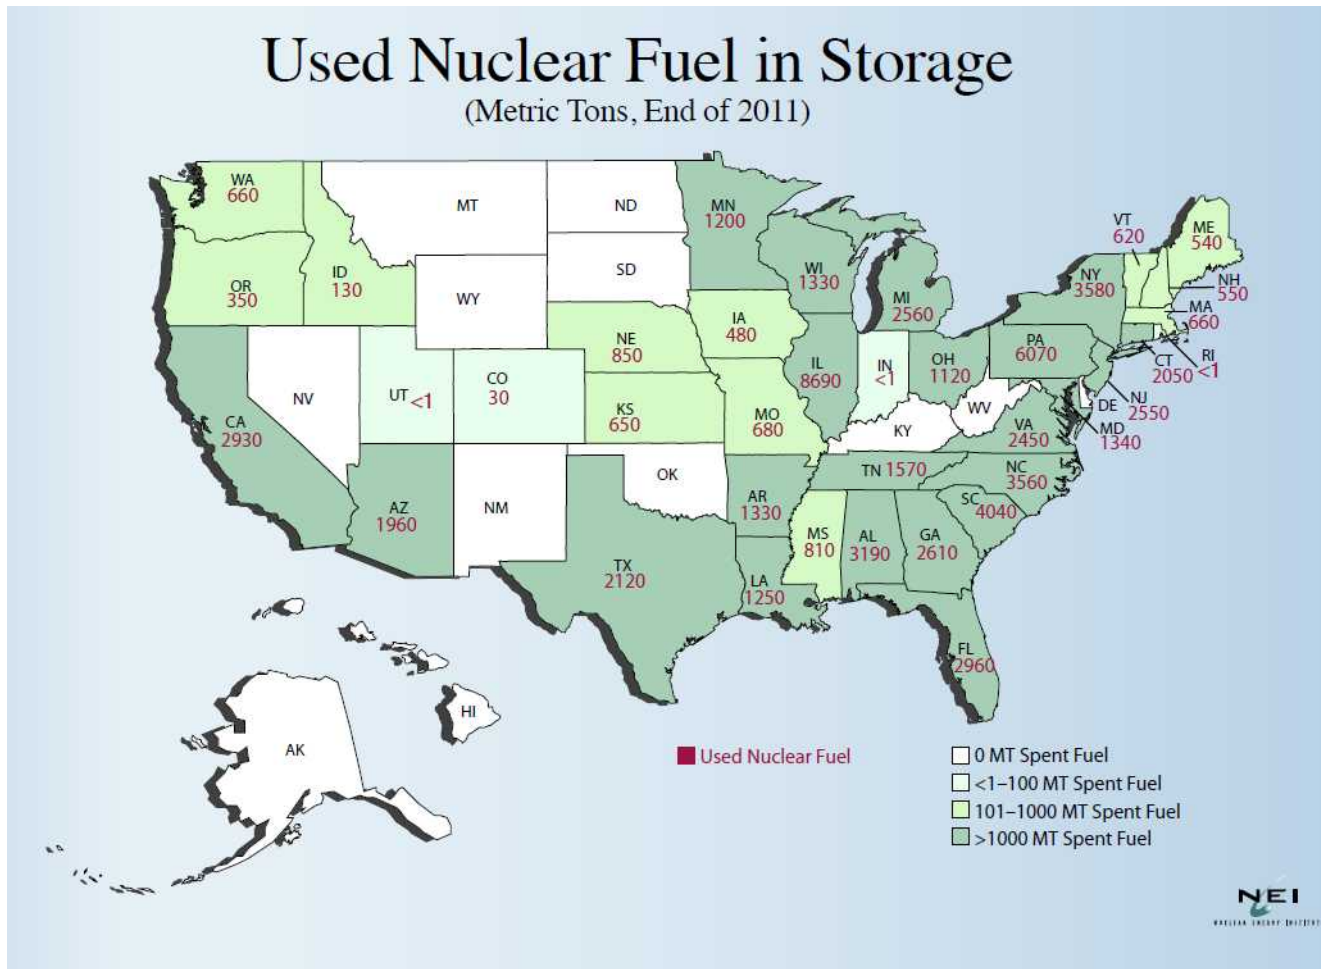 Used Nuclear Fuel in Storage
(Metric Tons, End of 2011)
WA
660
MT
ND
MN
1200
VT
620
ME
540
OR
350
ID
130
WY
SD
WI
1330
MI
2560
NY
3580
NH
550
MA
660
NE
850
IA
480
IL
8690
IN
<1
OH
1120
PA
6070
CT
2050
RI
<1
NV
UT <1
CO
30
CA
2930
KS
650
MO
680
KY
WV
VA
2450
DE
NJ
2550
MD
1340
AZ
1960
NM
OK
AR
1330
TN 1570
NC
3560
SC
4040
TX
2120
LA
1250
MS
810
AL
3190
GA
2610
FL
2960
HI
AK
Used Nuclear Fuel
0 MT Spent Fuel
<1–100 MT Spent Fuel
101–1000 MT Spent Fuel
>1000 MT Spent Fuel
NEI
NUCLEAR ENERGY INSTITUTE